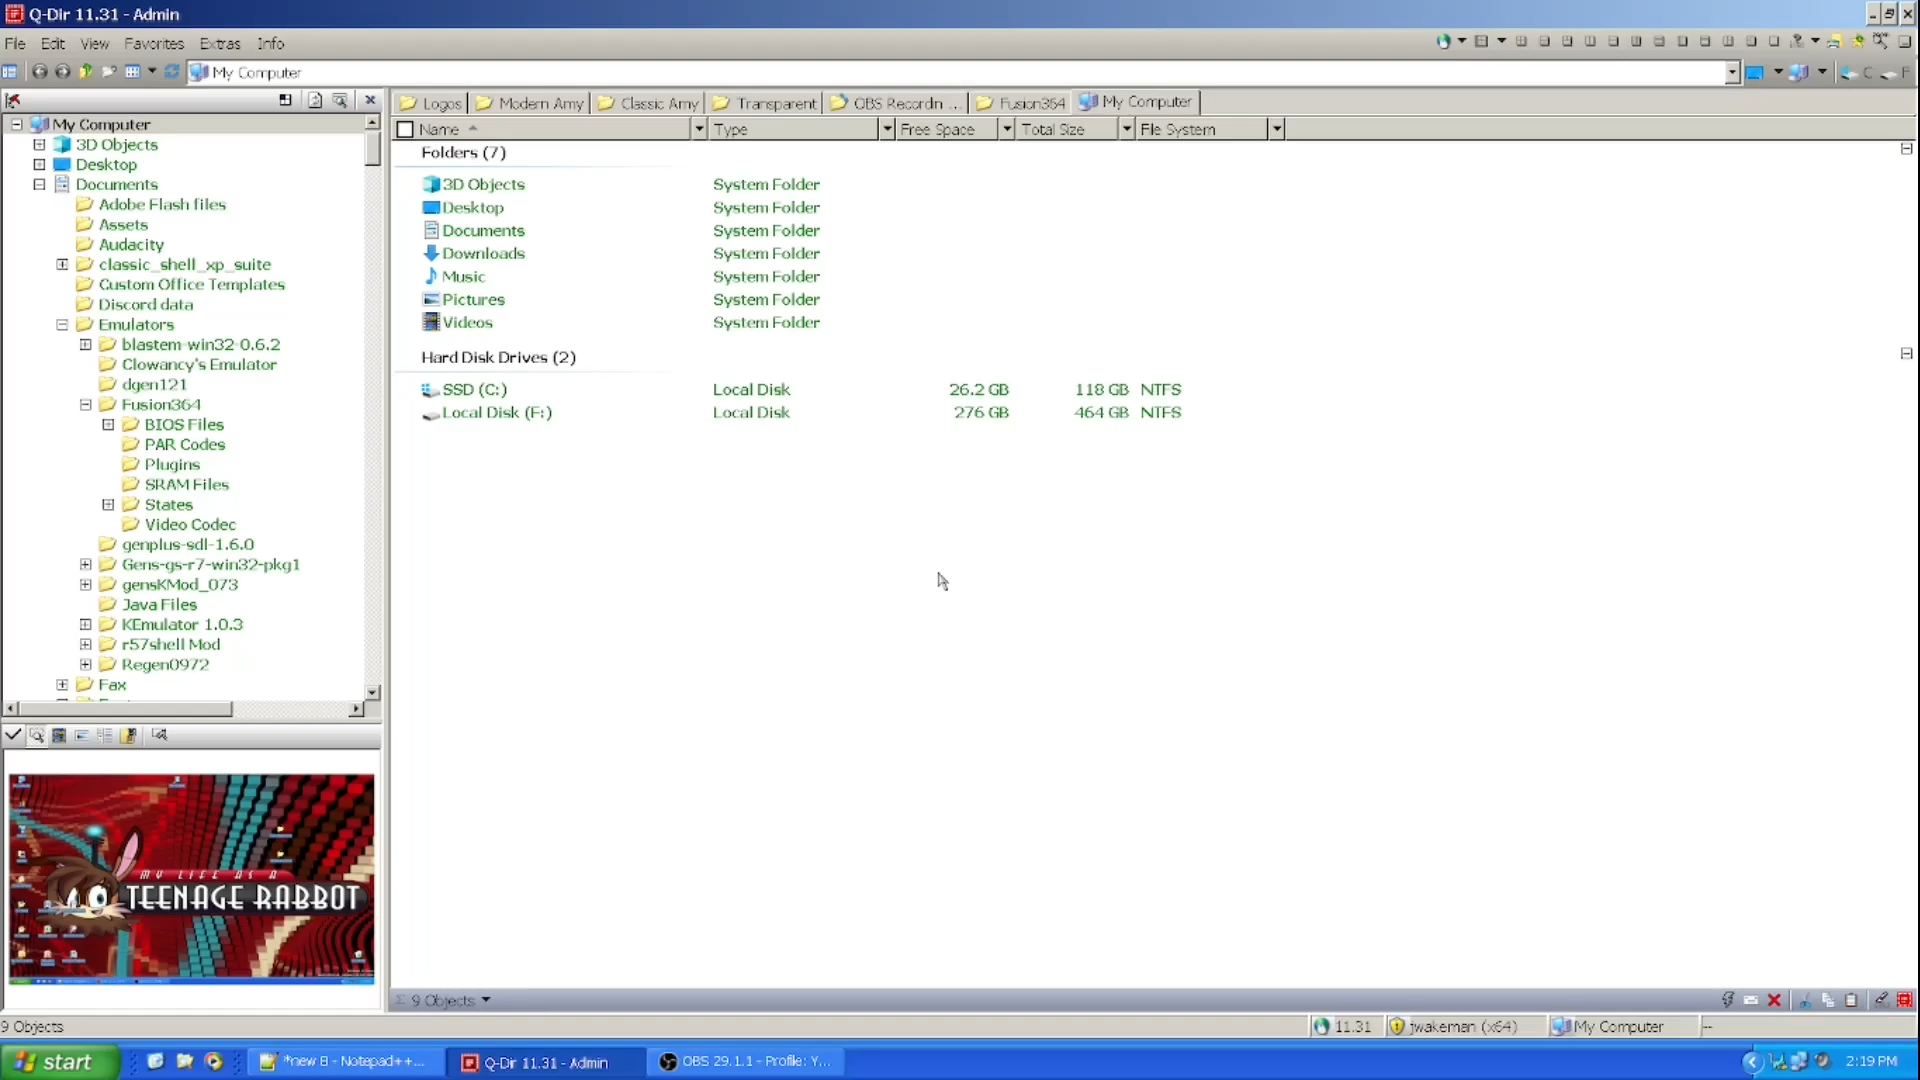 Q-Dir 11.31 - Admin
File Edit View Favorites Extras Info
My Computer C F
Logos Modern Amy Classic Amy Transparent OBS Recordin ... Fusion364 My Computer
Name Type Free Space Total Size File System
My Computer
3D Objects
Desktop
Documents
Adobe Flash files
Assets
Audacity
classic_shell_xp_suite
Custom Office Templates
Discord data
Emulators
blastem-win32-0.6.2
Clowancy's Emulator
dgen121
Fusion364
BIOS Files
PAR Codes
Plugins
SRAM Files
States
Video Codec
genplus-sdl-1.6.0
Gens-gs-r7-win32-pkg1
gensKMod_073
Java Files
KEmulator 1.0.3
r57shell Mod
Regen0972
Fax
Folders (7)
3D Objects System Folder
Desktop System Folder
Documents System Folder
Downloads System Folder
Music System Folder
Pictures System Folder
Videos System Folder
Hard Disk Drives (2)
SSD (C:) Local Disk 26.2 GB 118 GB NTFS
Local Disk (F:) Local Disk 276 GB 464 GB NTFS
MY LIFE AS A
TEENAGE RABBOT
9 Objects
9 Objects 11.31 jwakeman (x64) My Computer --
start *new 8 - Notepad++... Q-Dir 11.31 - Admin OBS 29.1.1 - Profile: Y... 2:19 PM